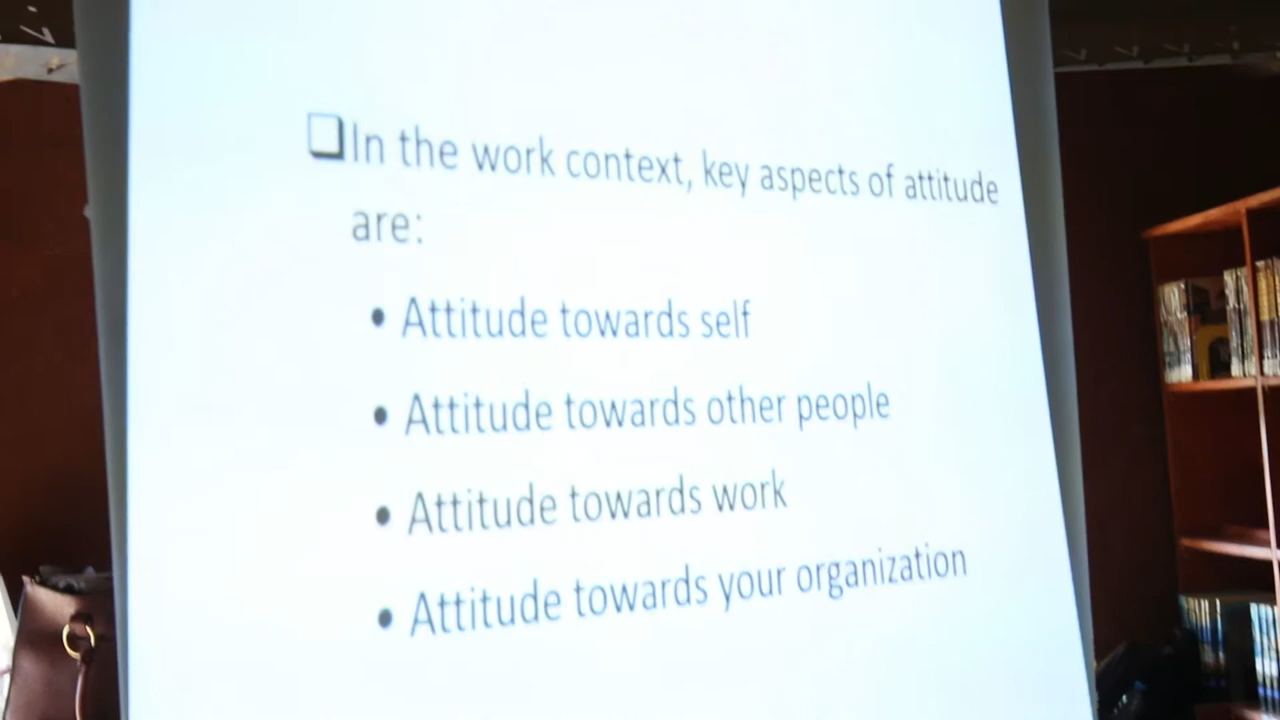 ❑In the work context, key aspects of attitude
are:
• Attitude towards self
• Attitude towards other people
• Attitude towards work
• Attitude towards your organization